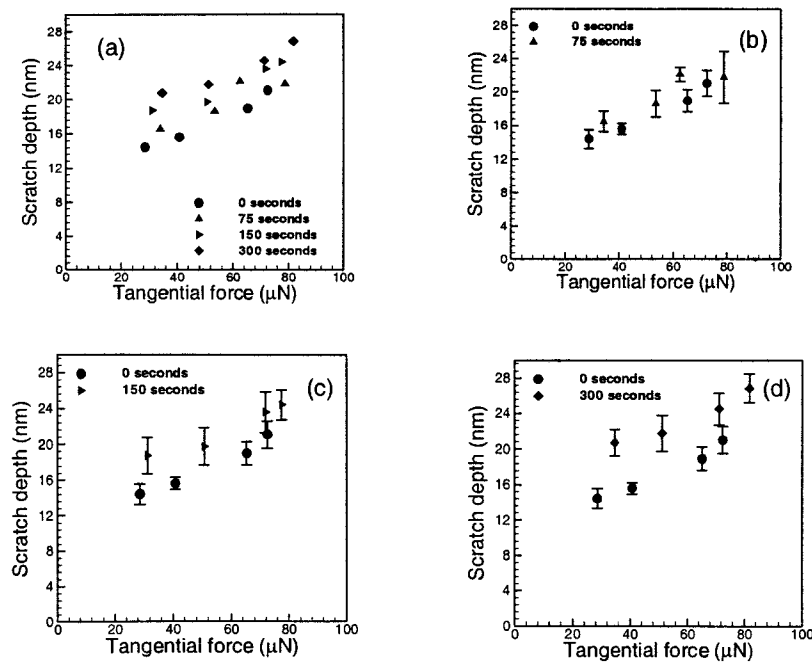 (a)
Scratch depth (nm)
28
24
20
16
12
8
4
0
0 seconds
75 seconds
150 seconds
300 seconds
0 20 40 60 80 100
Tangential force (μN)
(b)
Scratch depth (nm)
28
24
20
16
12
8
4
0
0 seconds
75 seconds
0 20 40 60 80 100
Tangential force (μN)
(c)
Scratch depth (nm)
28
24
20
16
12
8
4
0
0 seconds
150 seconds
0 20 40 60 80 100
Tangential force (μN)
(d)
Scratch depth (nm)
28
24
20
16
12
8
4
0
0 seconds
300 seconds
0 20 40 60 80 100
Tangential force (μN)